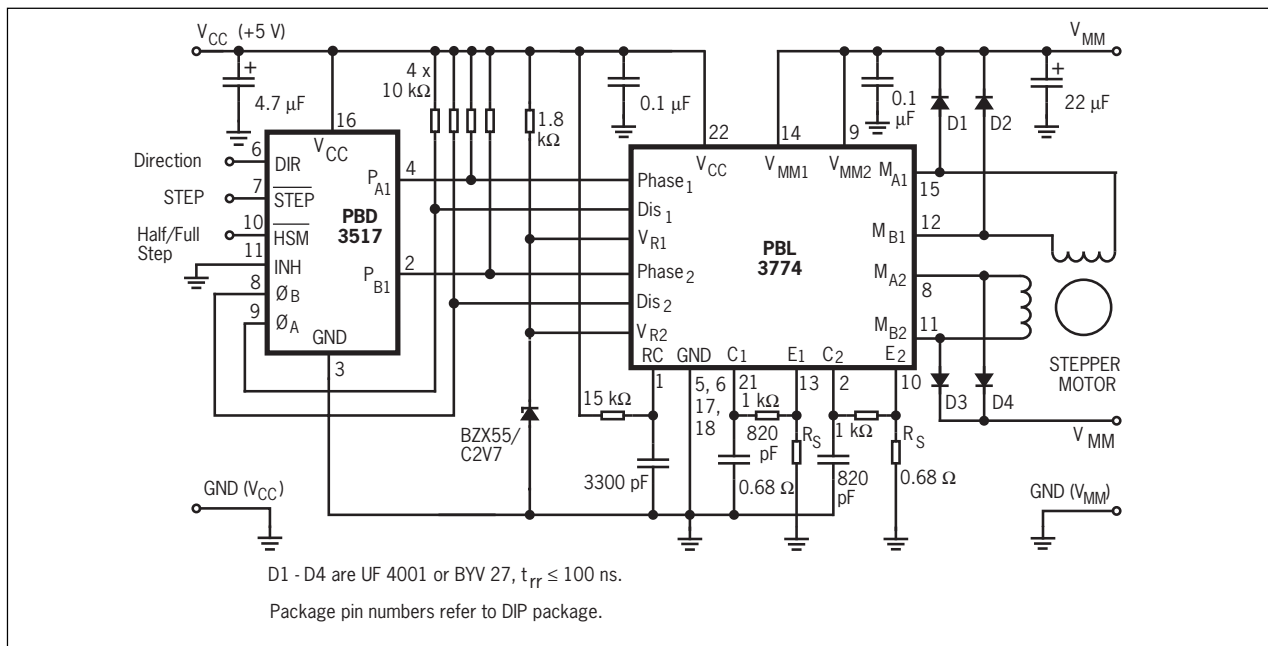 V_CC (+5 V)
V_MM
4.7 µF
4 x
10 kΩ
1.8
kΩ
0.1 µF
0.1
µF
22 µF
D1
D2
16
V_CC
22
V_CC
14
V_MM1
9
V_MM2
Direction
6
DIR
STEP
7
STEP
Half/Full
Step
10
HSM
11
INH
8
Ø_B
9
Ø_A
PBD
3517
P_A1
4
P_B1
2
GND
3
Phase_1
Dis_1
V_R1
Phase_2
Dis_2
V_R2
PBL
3774
M_A1
15
M_B1
12
M_A2
8
M_B2
11
STEPPER
MOTOR
RC
1
GND
5, 6
17,
18
C_1
21
E_1
13
C_2
2
E_2
10
D3
D4
V_MM
15 kΩ
3300 pF
1 kΩ
820
pF
R_S
0.68 Ω
1 kΩ
820
pF
R_S
0.68 Ω
BZX55/
C2V7
GND (V_CC)
GND (V_MM)
D1 - D4 are UF 4001 or BYV 27, t_rr ≤ 100 ns.
Package pin numbers refer to DIP package.